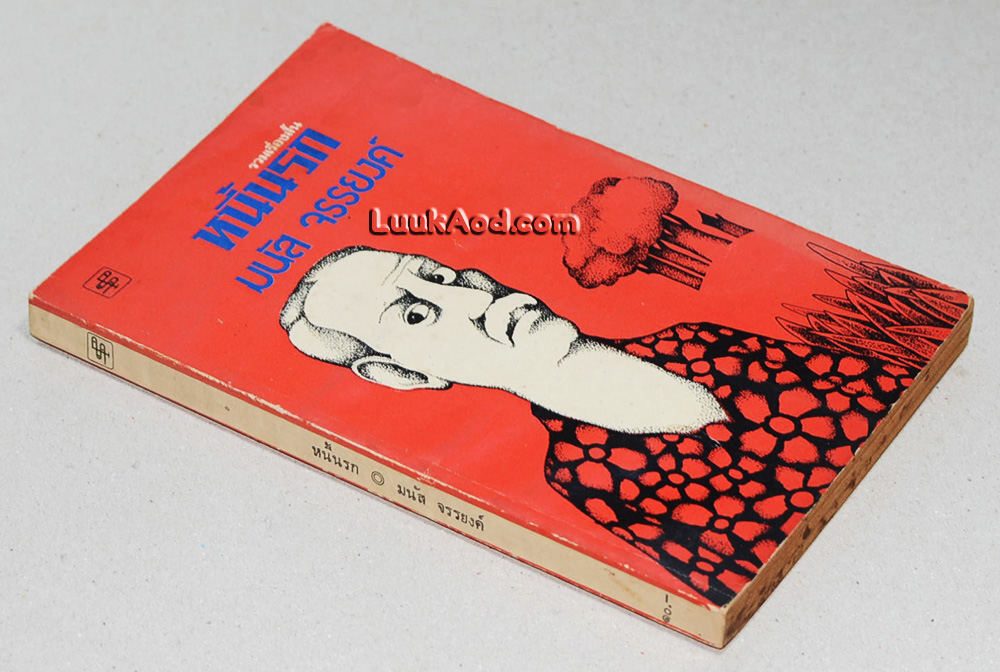 รวมเรื่องสั้น
หนี้นรก
มนัส จรรยงค์
LuukAod.com
หนี้นรก ◎ มนัส จรรยงค์
๑๐.-